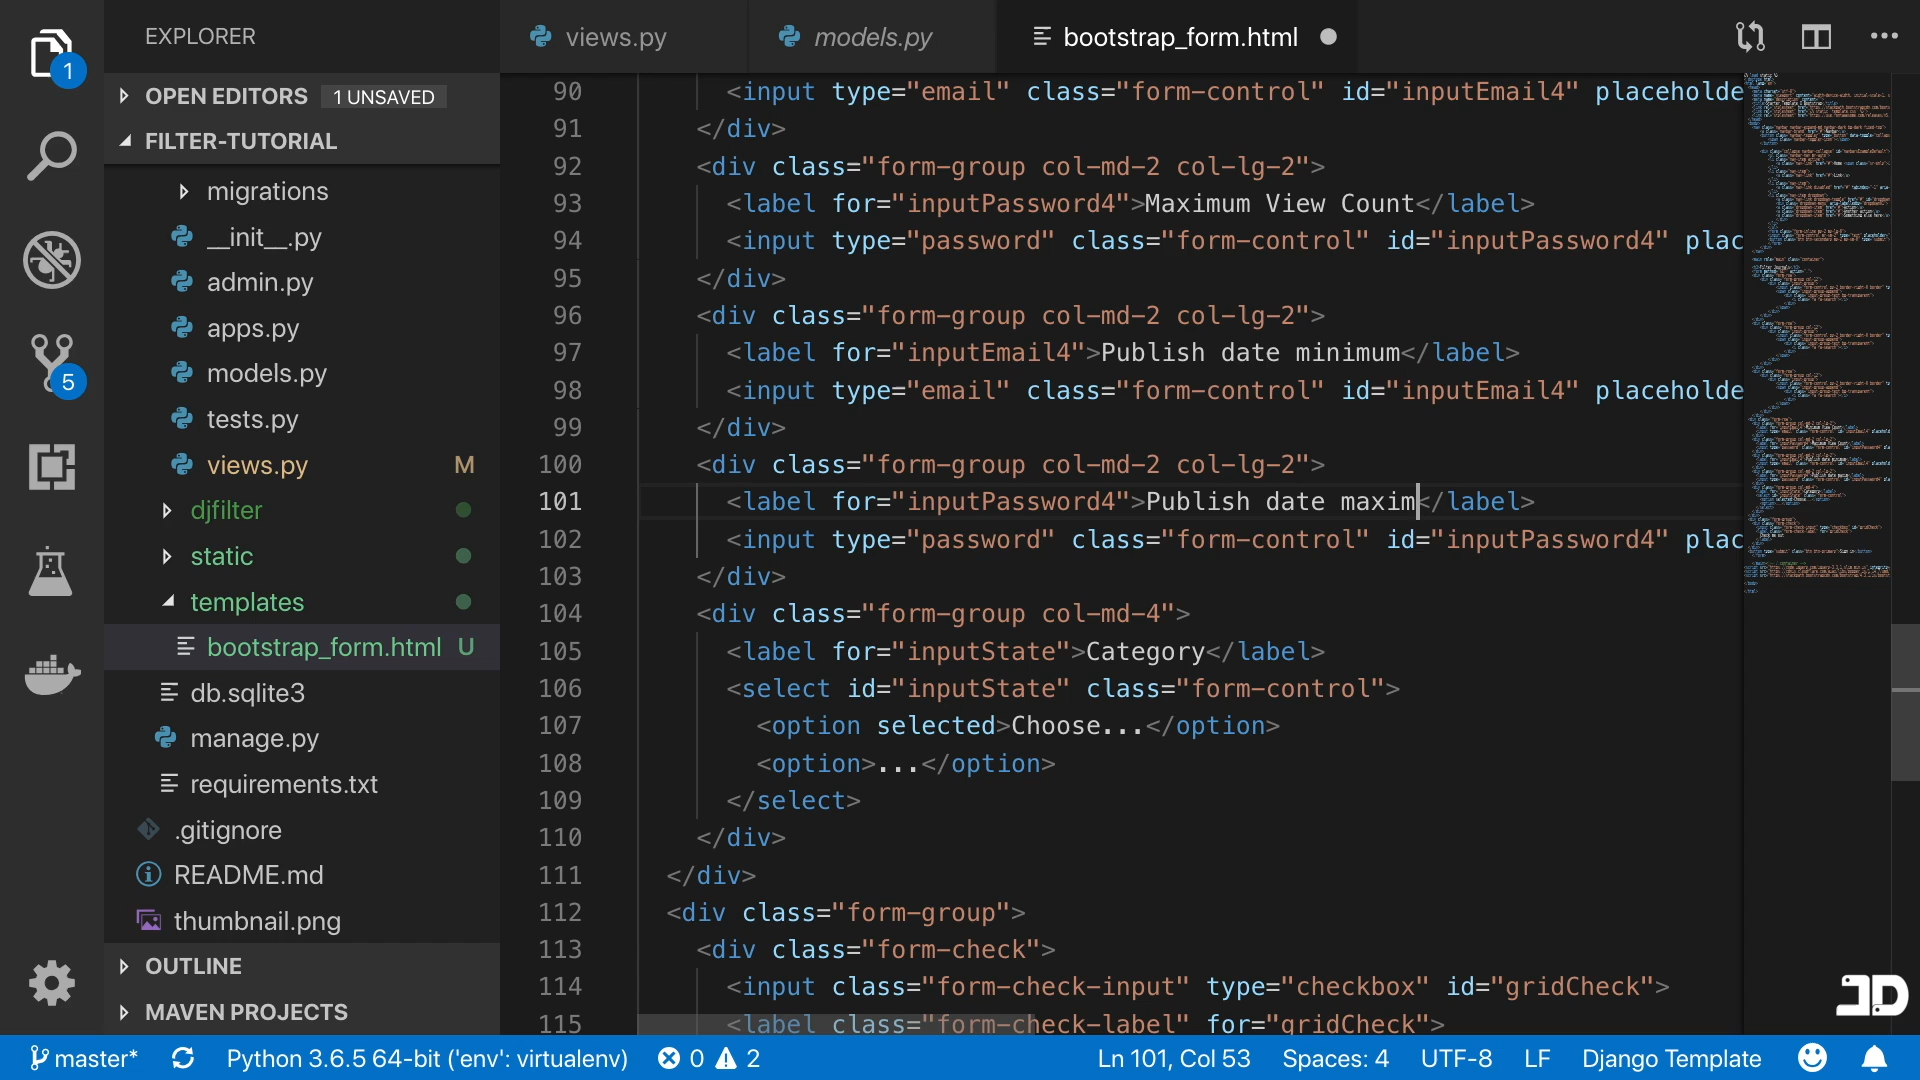 EXPLORER
views.py
models.py
bootstrap_form.html
1
OPEN EDITORS 1 UNSAVED
FILTER-TUTORIAL
migrations
__init__.py
admin.py
apps.py
models.py
tests.py
views.py M
djfilter
static
templates
bootstrap_form.html U
db.sqlite3
manage.py
requirements.txt
.gitignore
README.md
thumbnail.png
OUTLINE
MAVEN PROJECTS
5
90 <input type="email" class="form-control" id="inputEmail4" placeholde
91 </div>
92 <div class="form-group col-md-2 col-lg-2">
93 <label for="inputPassword4">Maximum View Count</label>
94 <input type="password" class="form-control" id="inputPassword4" plac
95 </div>
96 <div class="form-group col-md-2 col-lg-2">
97 <label for="inputEmail4">Publish date minimum</label>
98 <input type="email" class="form-control" id="inputEmail4" placeholde
99 </div>
100 <div class="form-group col-md-2 col-lg-2">
101 <label for="inputPassword4">Publish date maxim</label>
102 <input type="password" class="form-control" id="inputPassword4" plac
103 </div>
104 <div class="form-group col-md-4">
105 <label for="inputState">Category</label>
106 <select id="inputState" class="form-control">
107 <option selected>Choose...</option>
108 <option>...</option>
109 </select>
110 </div>
111 </div>
112 <div class="form-group">
113 <div class="form-check">
114 <input class="form-check-input" type="checkbox" id="gridCheck">
115 <label class="form-check-label" for="gridCheck">
JD
master* Python 3.6.5 64-bit ('env': virtualenv) 0 2 Ln 101, Col 53 Spaces: 4 UTF-8 LF Django Template